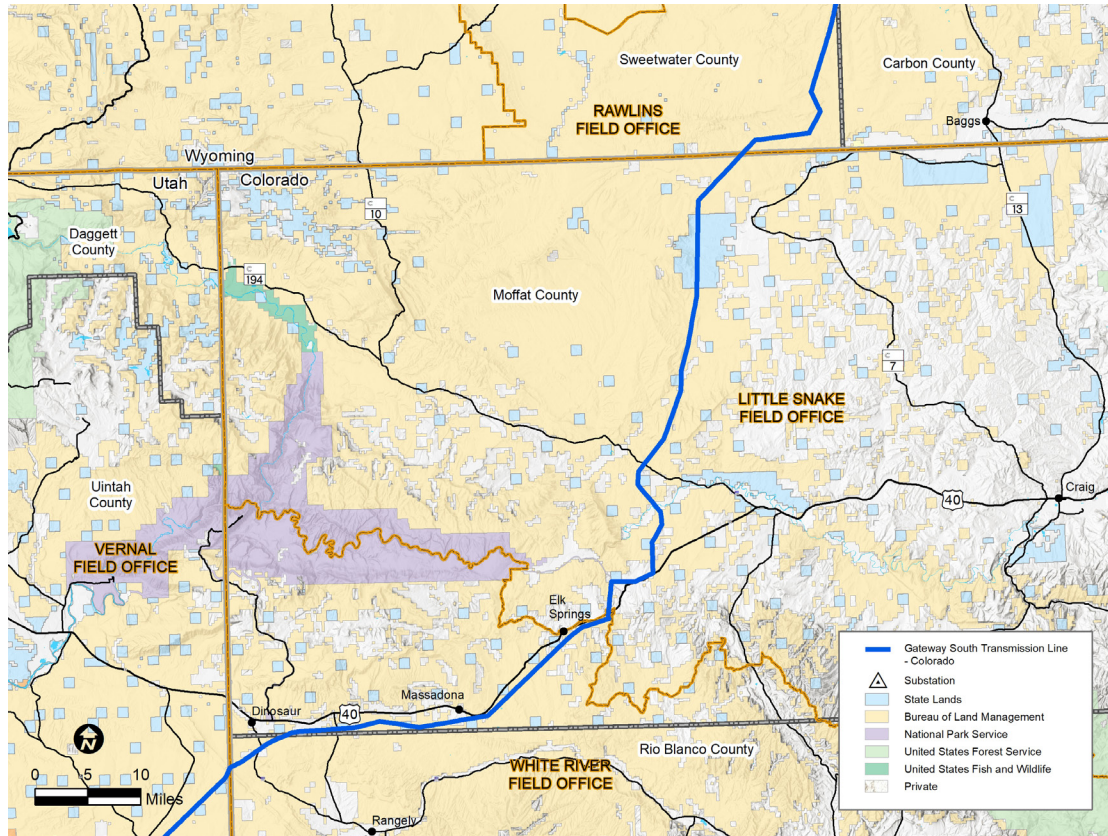 Sweetwater County
Carbon County
RAWLINS
FIELD OFFICE
Baggs
Wyoming
Utah
Colorado
C
10
C
13
Daggett
County
C
194
Moffat County
C
7
LITTLE SNAKE
FIELD OFFICE
Uintah
County
Craig
40
VERNAL
FIELD OFFICE
Elk
Springs
Massadona
Dinosaur
40
Rio Blanco County
WHITE RIVER
FIELD OFFICE
Rangely
N
0 5 10
Miles
Gateway South Transmission Line
- Colorado
Substation
State Lands
Bureau of Land Management
National Park Service
United States Forest Service
United States Fish and Wildlife
Private